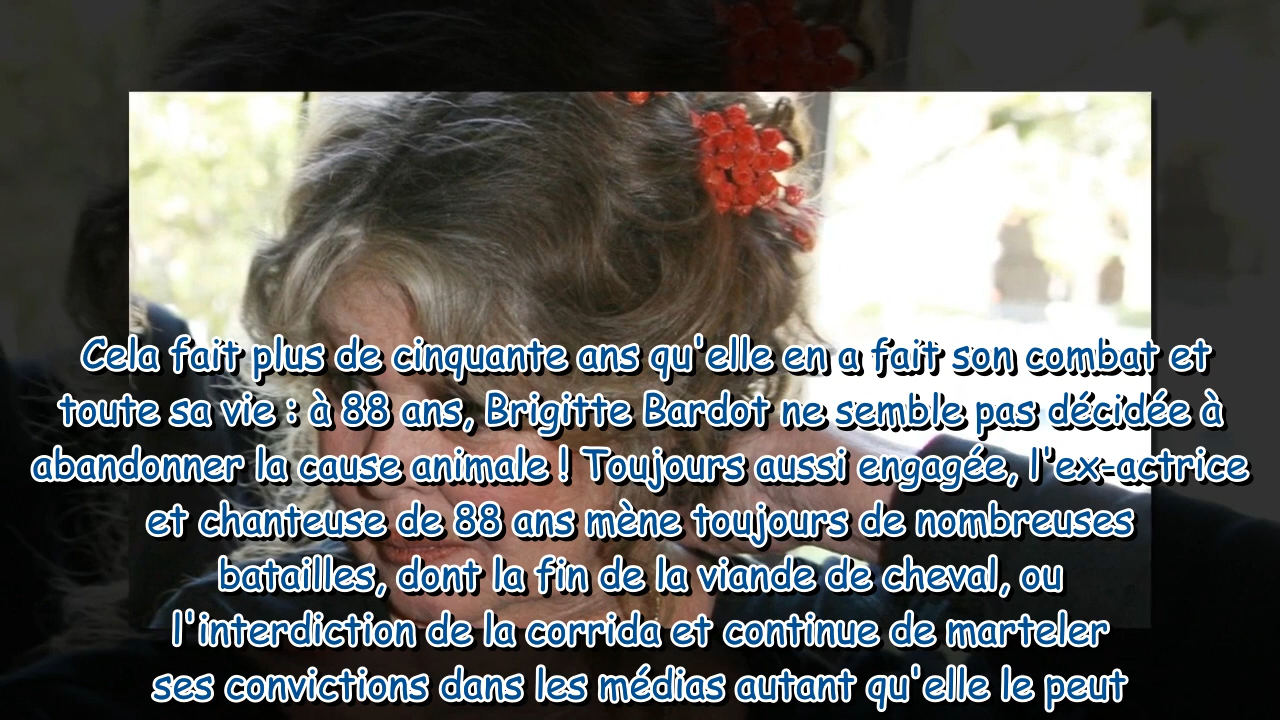 Cela fait plus de cinquante ans qu'elle en a fait son combat et
toute sa vie : à 88 ans, Brigitte Bardot ne semble pas décidée à
abandonner la cause animale ! Toujours aussi engagée, l'ex-actrice
et chanteuse de 88 ans mène toujours de nombreuses
batailles, dont la fin de la viande de cheval, ou
l'interdiction de la corrida et continue de marteler
ses convictions dans les médias autant qu'elle le peut